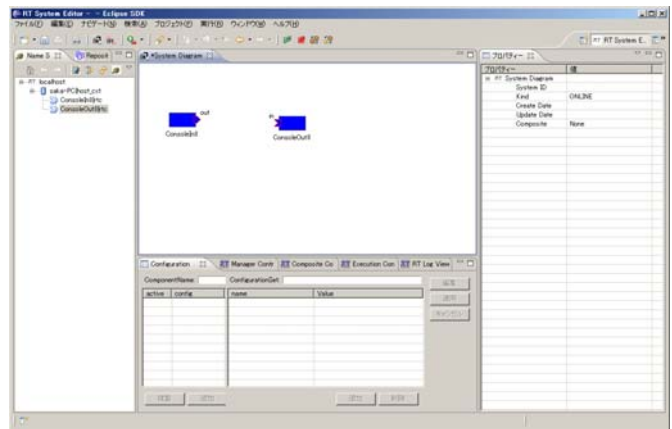 RT System Editor - Eclipse SDK
ファイル(F) 編集(E) ナビゲート(N) 検索(A) プロジェクト(P) 実行(R) ウィンドウ(W) ヘルプ(H)
RT System E...
Name S
Reposit
*System Diagram
プロパティー
localhost
ConsoleIn0|rtc
ConsoleOut0|rtc
out
ConsoleIn0
in
ConsoleOut0
プロパティー 値
RT System Diagram
System ID
Kind ONLINE
Create Date
Update Date
Composite None
Configuration
Manager Contr
Composite Co
Execution Con
RT Log View
ComponentName:
ConfigurationSet:
active config
name Value
編集
適用
キャンセル
複製 追加
追加 削除